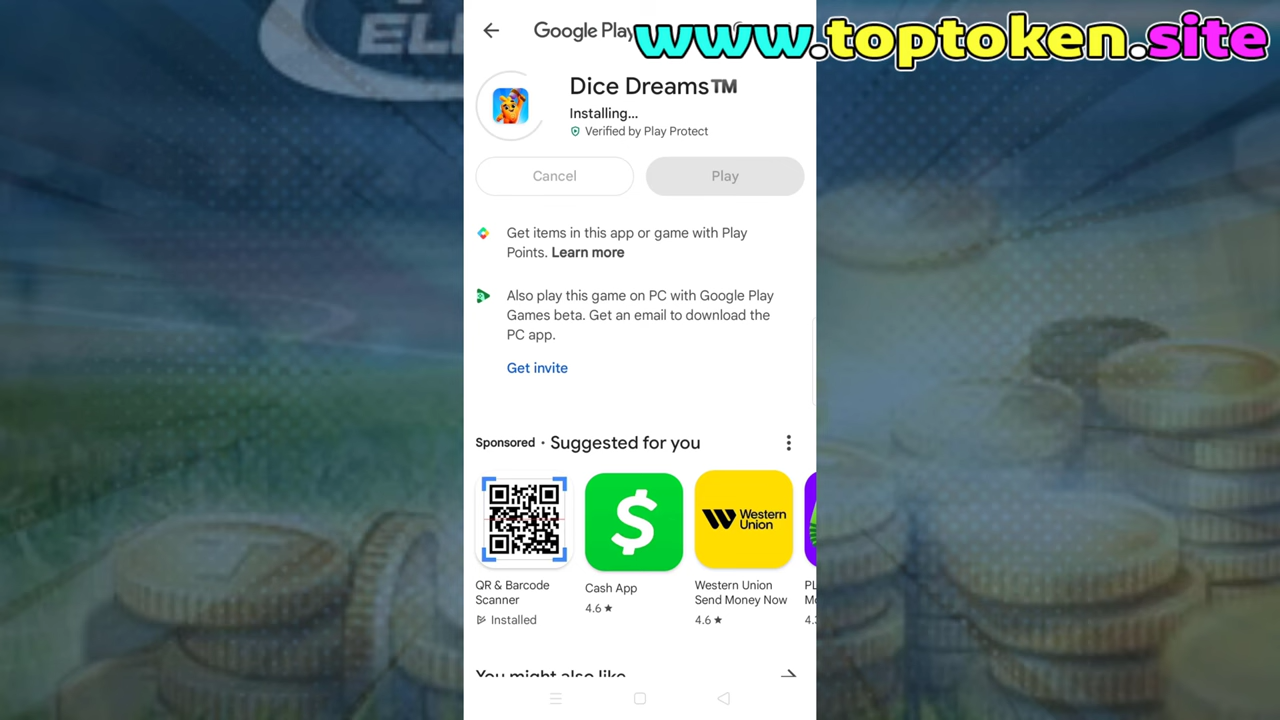 Google Play
www.toptoken.site
Dice Dreams™
Installing...
Verified by Play Protect
Cancel
Play
Get items in this app or game with Play
Points. Learn more
Also play this game on PC with Google Play
Games beta. Get an email to download the
PC app.
Get invite
Sponsored · Suggested for you
Western
Union
QR & Barcode
Scanner
Installed
Cash App
4.6 ★
Western Union
Send Money Now
4.6 ★
You might also like